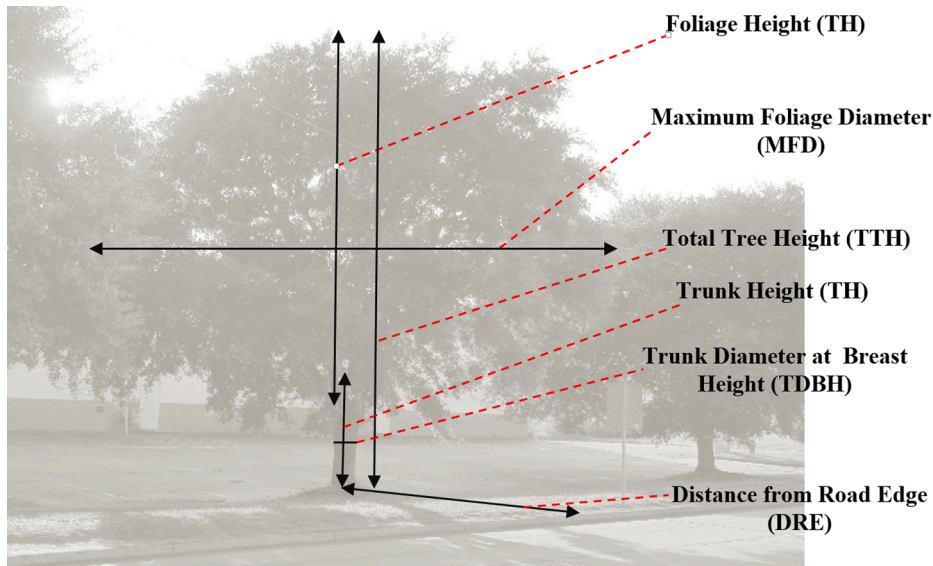 Foliage Height (TH)
Maximum Foliage Diameter
(MFD)
Total Tree Height (TTH)
Trunk Height (TH)
Trunk Diameter at Breast
Height (TDBH)
Distance from Road Edge
(DRE)